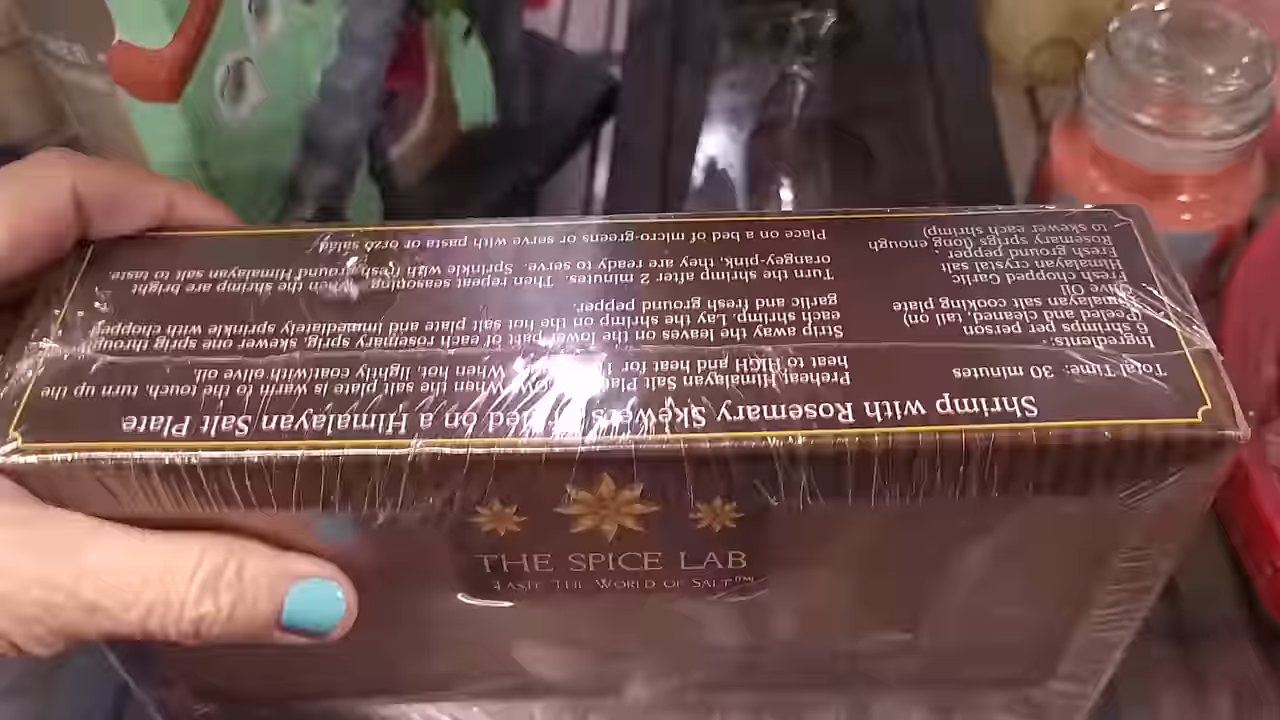 Shrimp with Rosemary Skewers on a Himalayan Salt Plate
Total Time: 30 minutes
Ingredients:
6 shrimps per person
(Peeled and cleaned, tail on)
Himalayan salt cooking plate
Olive Oil
Fresh chopped Garlic
Himalayan crystal salt
Fresh ground pepper
Rosemary sprigs (long enough
to skewer each shrimp)
Preheat Himalayan Salt When the salt plate is warm to the touch, turn up the
heat to HIGH and heat for When hot, lightly coat with olive oil.
Strip away the leaves on the lower part of each rosemary sprig, skewer one sprig through
each shrimp. Lay the shrimp on the hot salt plate and immediately sprinkle with chopped
garlic and fresh ground pepper.
Turn the shrimp after 2 minutes. Then repeat seasoning. When the shrimp are bright
orangey-pink, they are ready to serve. Sprinkle with fresh ground Himalayan salt to taste.
Place on a bed of micro-greens or serve with pasta or orzo salad.
THE SPICE LAB
TASTE THE WORLD OF SALT™